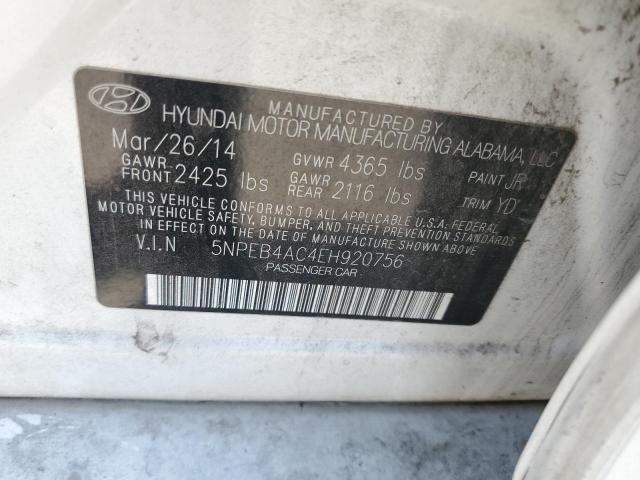 MANUFACTURED BY
HYUNDAI MOTOR MANUFACTURING ALABAMA, LLC
Mar/26/14 GVWR 4365 lbs PAINT JR
GAWR FRONT 2425 lbs GAWR REAR 2116 lbs TRIM YD
THIS VEHICLE CONFORMS TO ALL APPLICABLE U.S.A. FEDERAL
MOTOR VEHICLE SAFETY, BUMPER, AND THEFT PREVENTION STANDARDS
IN EFFECT ON THE DATE OF MANUFACTURE SHOWN ABOVE
V.I.N 5NPEB4AC4EH920756
PASSENGER CAR